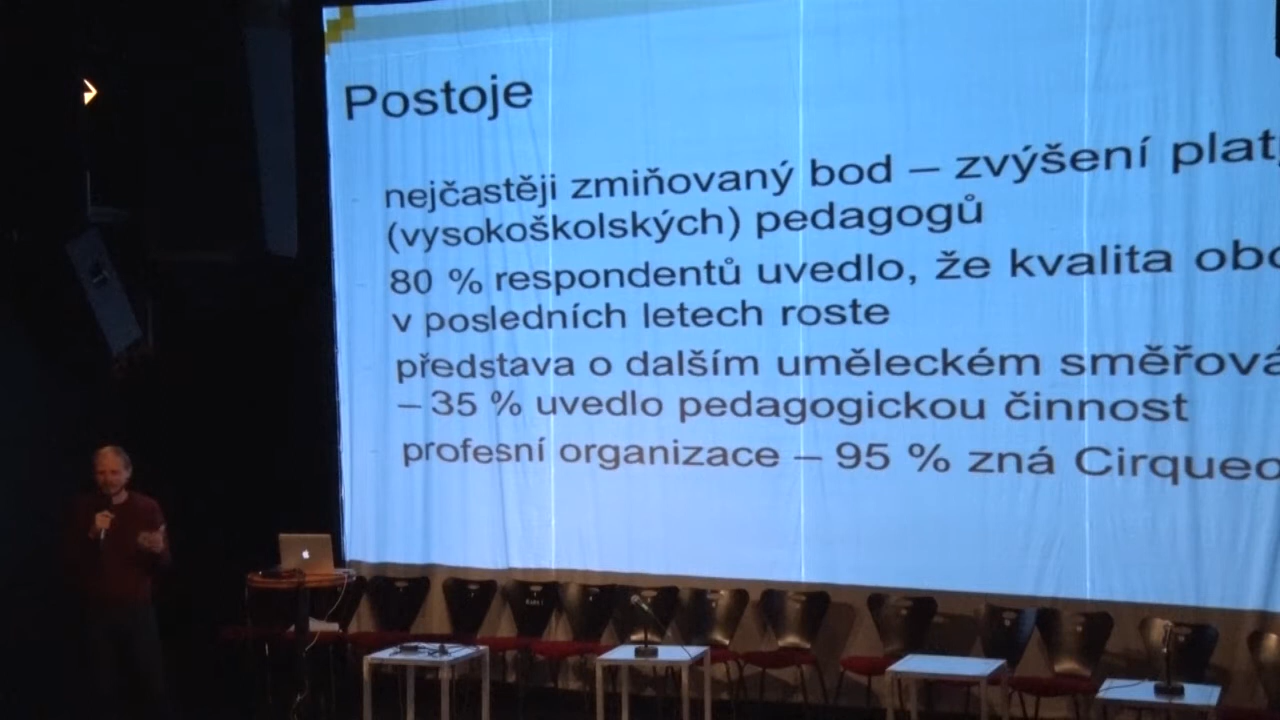 Postoje
nejčastěji zmiňovaný bod – zvýšení plat
(vysokoškolských) pedagogů
80 % respondentů uvedlo, že kvalita obo
v posledních letech roste
představa o dalším uměleckém směřová
– 35 % uvedlo pedagogickou činnost
profesní organizace – 95 % zná Cirqueo